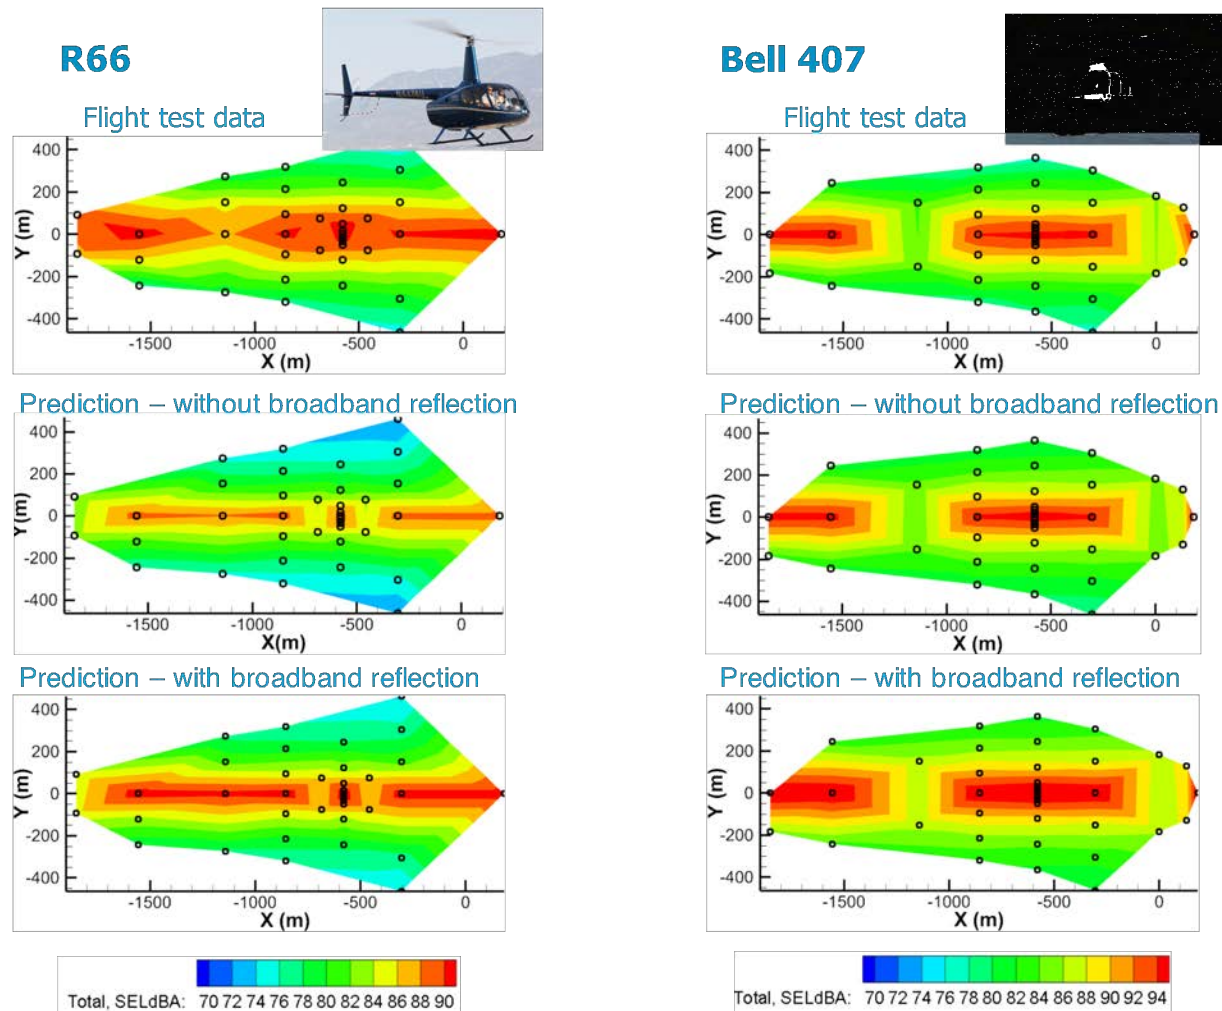 R66
Flight test data
400
200
0
-200
-400
Y (m)
-1500 -1000 -500 0
X (m)
Prediction – without broadband reflection
400
200
0
-200
-400
Y (m)
-1500 -1000 -500 0
X(m)
Prediction – with broadband reflection
400
200
0
-200
-400
Y (m)
-1500 -1000 -500 0
X (m)
Total, SELdBA: 70 72 74 76 78 80 82 84 86 88 90
Bell 407
Flight test data
400
200
0
-200
-400
Y (m)
-1500 -1000 -500 0
X (m)
Prediction – without broadband reflection
400
200
0
-200
-400
Y (m)
-1500 -1000 -500 0
X (m)
Prediction – with broadband reflection
400
200
0
-200
-400
Y (m)
-1500 -1000 -500 0
X (m)
Total, SELdBA: 70 72 74 76 78 80 82 84 86 88 90 92 94